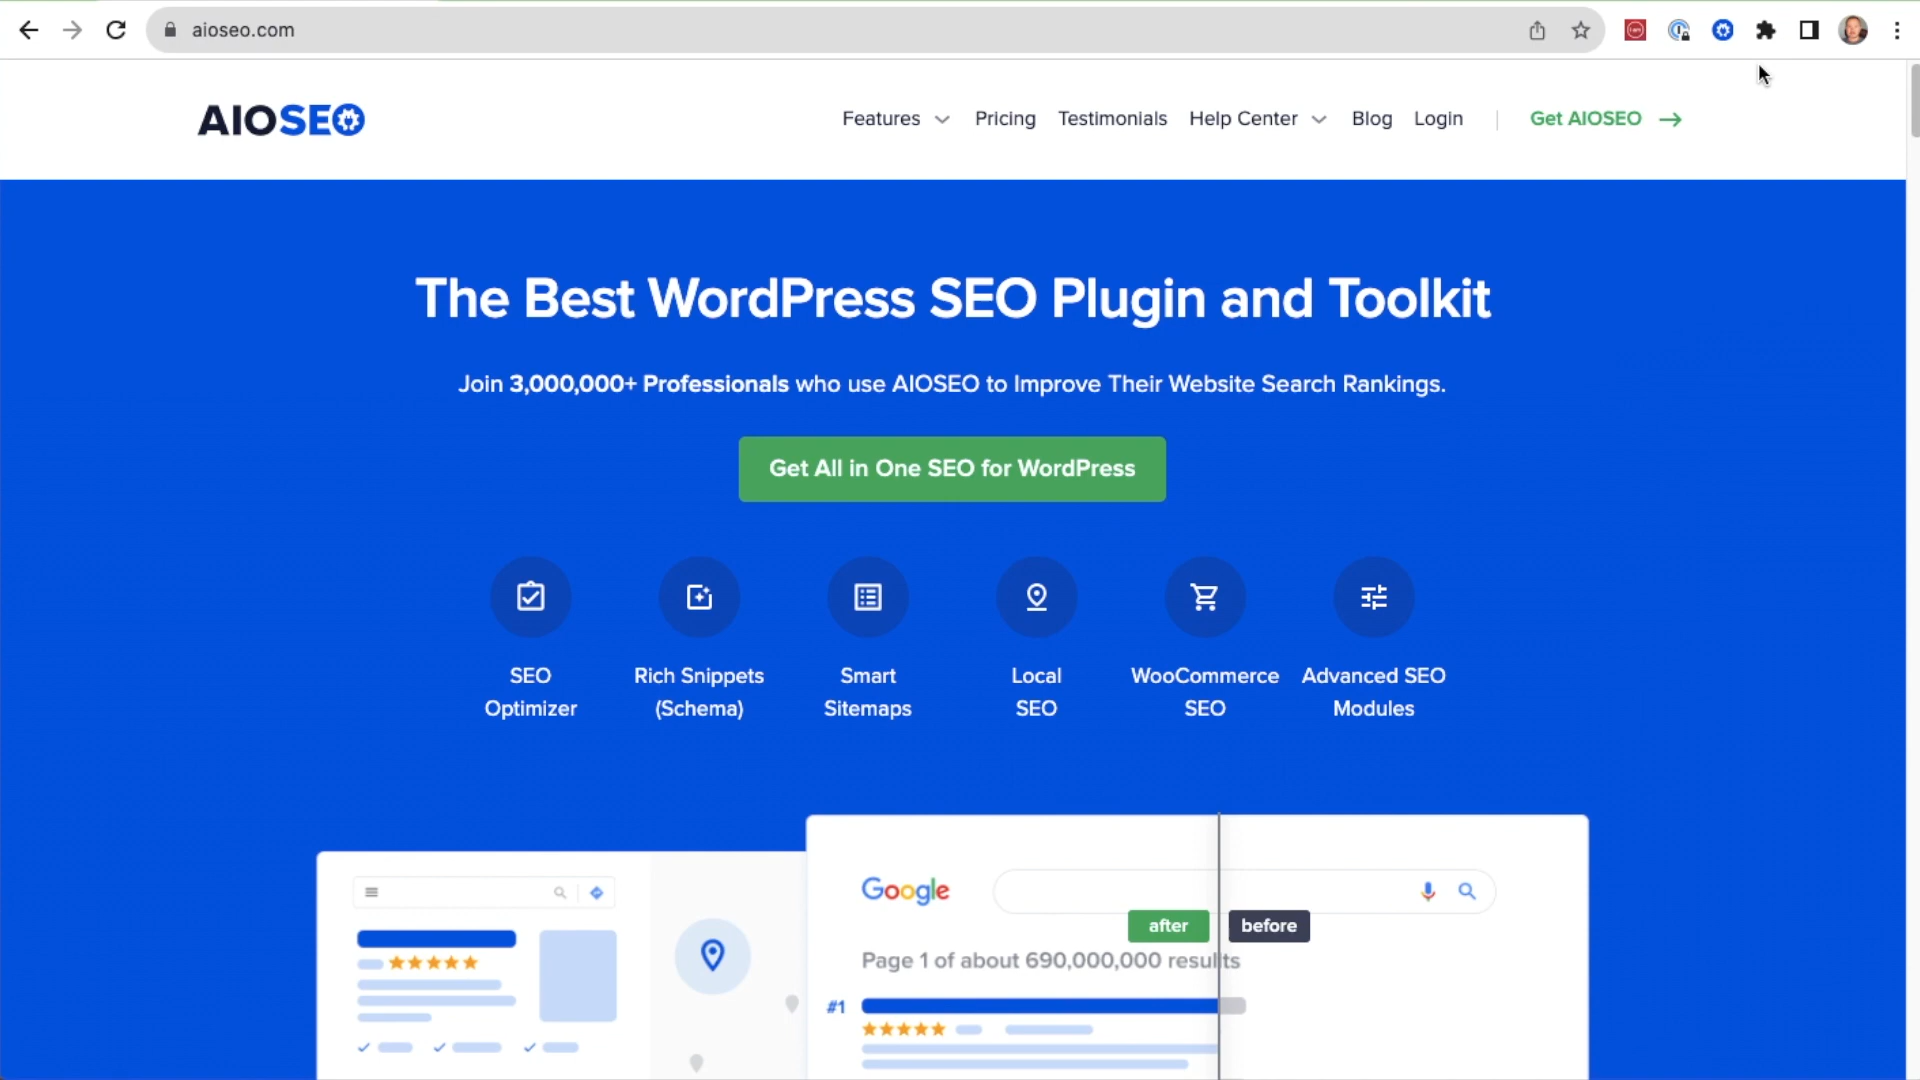 aioseo.com
AIOSEO
Features
Pricing
Testimonials
Help Center
Blog
Login
Get AIOSEO
The Best WordPress SEO Plugin and Toolkit
Join 3,000,000+ Professionals who use AIOSEO to Improve Their Website Search Rankings.
Get All in One SEO for WordPress
SEO
Optimizer
Rich Snippets
(Schema)
Smart
Sitemaps
Local
SEO
WooCommerce
SEO
Advanced SEO
Modules
Google
after
before
Page 1 of about 690,000,000 results
#1